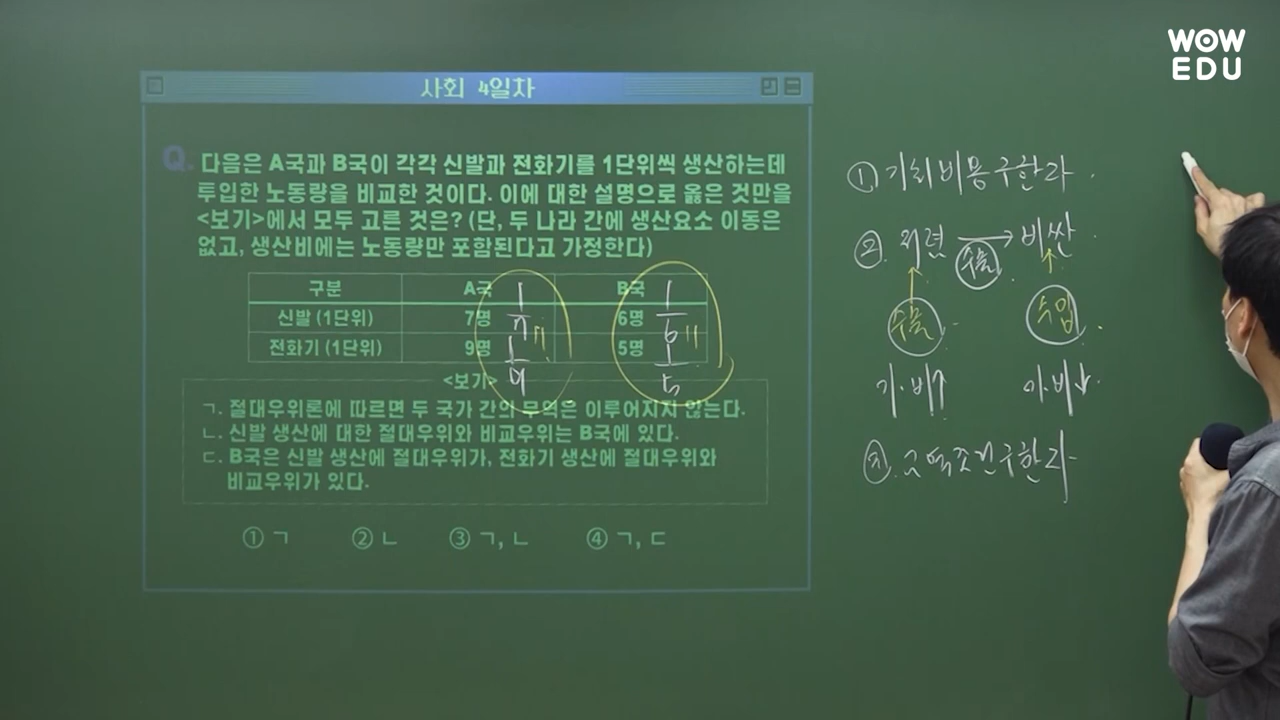 WOW
EDU
사회 4일차
Q. 다음은 A국과 B국이 각각 신발과 전화기를 1단위씩 생산하는데
투입한 노동량을 비교한 것이다. 이에 대한 설명으로 옳은 것만을
<보기>에서 모두 고른 것은? (단, 두 나라 간에 생산요소 이동은
없고, 생산비에는 노동량만 포함된다고 가정한다)
구분 A국 B국
신발 (1단위) 7명 6명
전화기 (1단위) 9명 5명
1/7 1/6
1/9 1/5
<보기>
ㄱ. 절대우위론에 따르면 두 국가 간의 무역은 이루어지지 않는다.
ㄴ. 신발 생산에 대한 절대우위와 비교우위는 B국에 있다.
ㄷ. B국은 신발 생산에 절대우위가, 전화기 생산에 절대우위와
비교우위가 있다.
① ㄱ ② ㄴ ③ ㄱ, ㄴ ④ ㄱ, ㄷ
① 기회비용구한다.
② 저렴 → 비싼
수출
수출 수입
③ 교역조건구한다